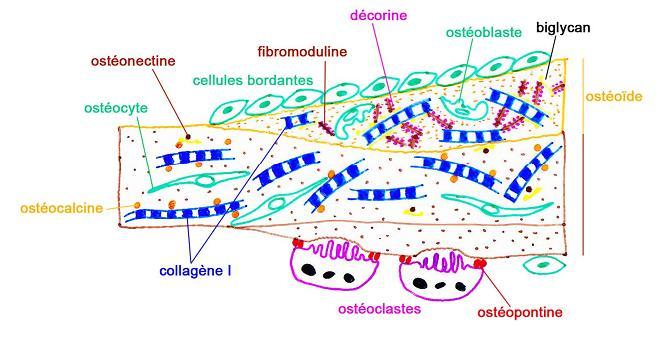 décorine
biglycan
ostéoblaste
fibromoduline
ostéonectine
cellules bordantes
ostéoïde
ostéocyte
ostéocalcine
collagène I
ostéoclastes
ostéopontine